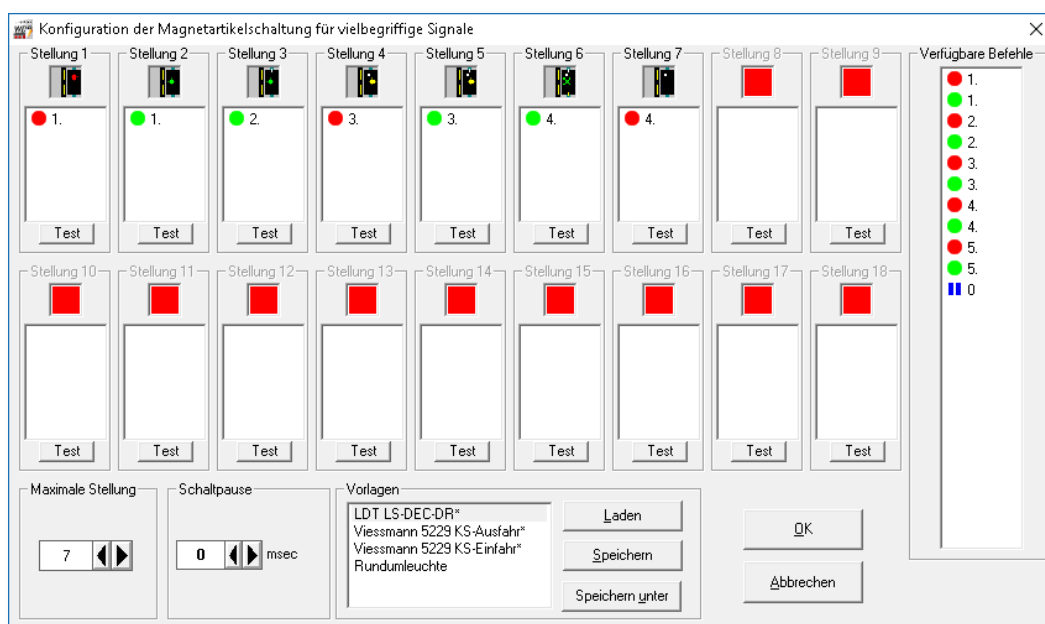 Konfiguration der Magnetartikelschaltung für vielbegriffige Signale
Stellung 1 Stellung 2 Stellung 3 Stellung 4 Stellung 5 Stellung 6 Stellung 7 Stellung 8 Stellung 9 Verfügbare Befehle
1. 1. 2. 3. 3. 4. 4.
Test Test Test Test Test Test Test Test Test
Stellung 10 Stellung 11 Stellung 12 Stellung 13 Stellung 14 Stellung 15 Stellung 16 Stellung 17 Stellung 18
Test Test Test Test Test Test Test Test Test
1.
1.
2.
2.
3.
3.
4.
4.
5.
5.
0
Maximale Stellung
7
Schaltpause
0 msec
Vorlagen
LDT LS-DEC-DR*
Viessmann 5229 KS-Ausfahr*
Viessmann 5229 KS-Einfahr*
Rundumleuchte
Laden
Speichern
Speichern unter
OK
Abbrechen